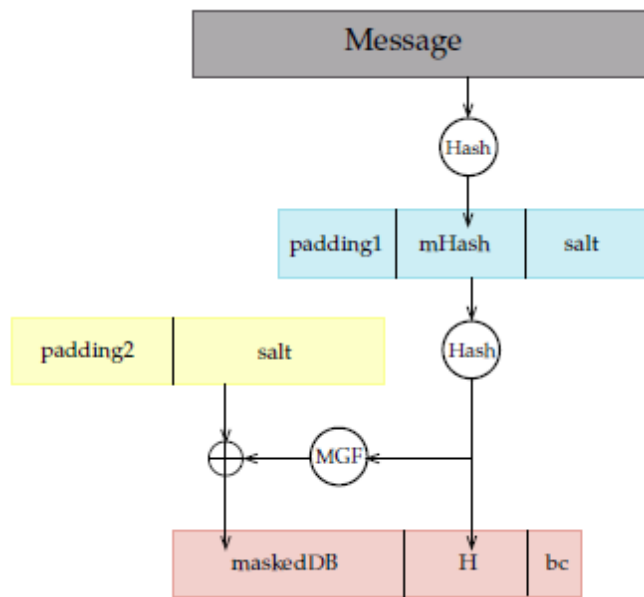 Message
Hash
padding1 mHash salt
padding2 salt
Hash
MGF
maskedDB H bc